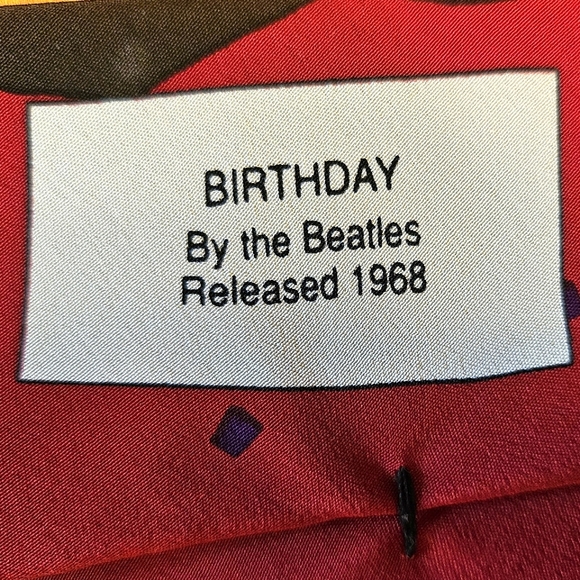 BIRTHDAY
By the Beatles
Released 1968